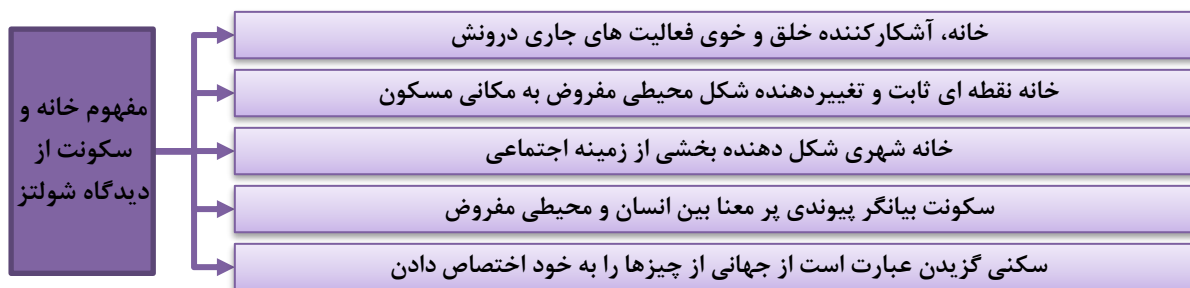 مفهوم خانه و
سکونت از
دیدگاه شولتز
خانه، آشکارکننده خلق و خوی فعالیت های جاری درونش
خانه نقطه ای ثابت و تغییردهنده شکل محیطی مفروض به مکانی مسکون
خانه شهری شکل دهنده بخشی از زمینه اجتماعی
سکونت بیانگر پیوندی پر معنا بین انسان و محیطی مفروض
سکنی گزیدن عبارت است از جهانی از چیزها را به خود اختصاص دادن